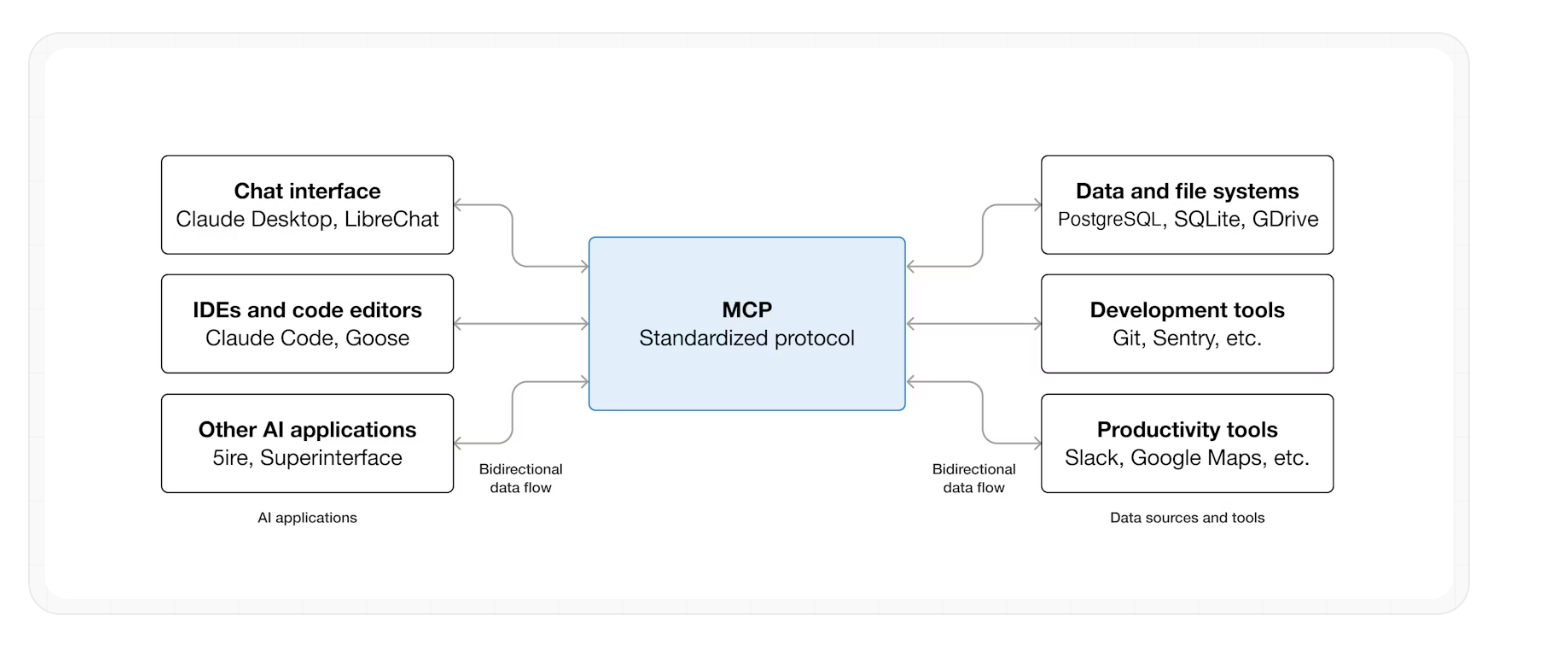 Chat interface
Claude Desktop, LibreChat
IDEs and code editors
Claude Code, Goose
Other AI applications
5ire, Superinterface
AI applications
Bidirectional
data flow
MCP
Standardized protocol
Bidirectional
data flow
Data and file systems
PostgreSQL, SQLite, GDrive
Development tools
Git, Sentry, etc.
Productivity tools
Slack, Google Maps, etc.
Data sources and tools